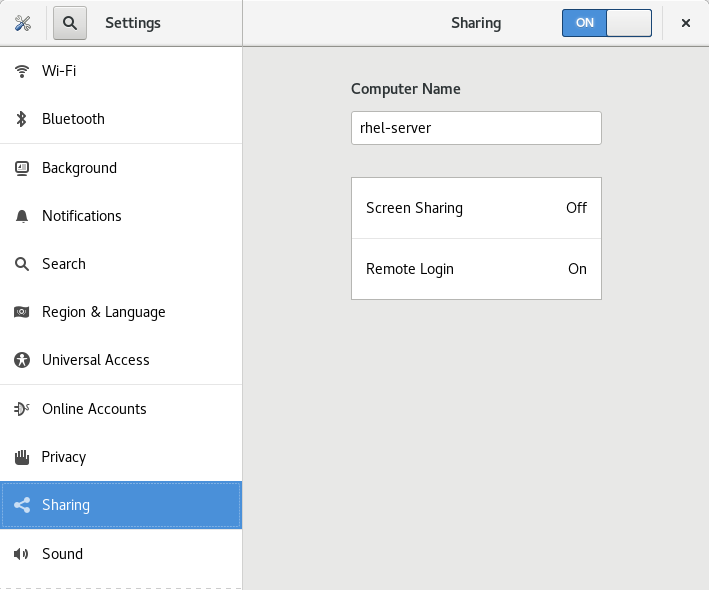 Settings
Sharing
ON
Wi-Fi
Bluetooth
Background
Notifications
Search
Region & Language
Universal Access
Online Accounts
Privacy
Sharing
Sound
Computer Name
rhel-server
Screen Sharing Off
Remote Login On